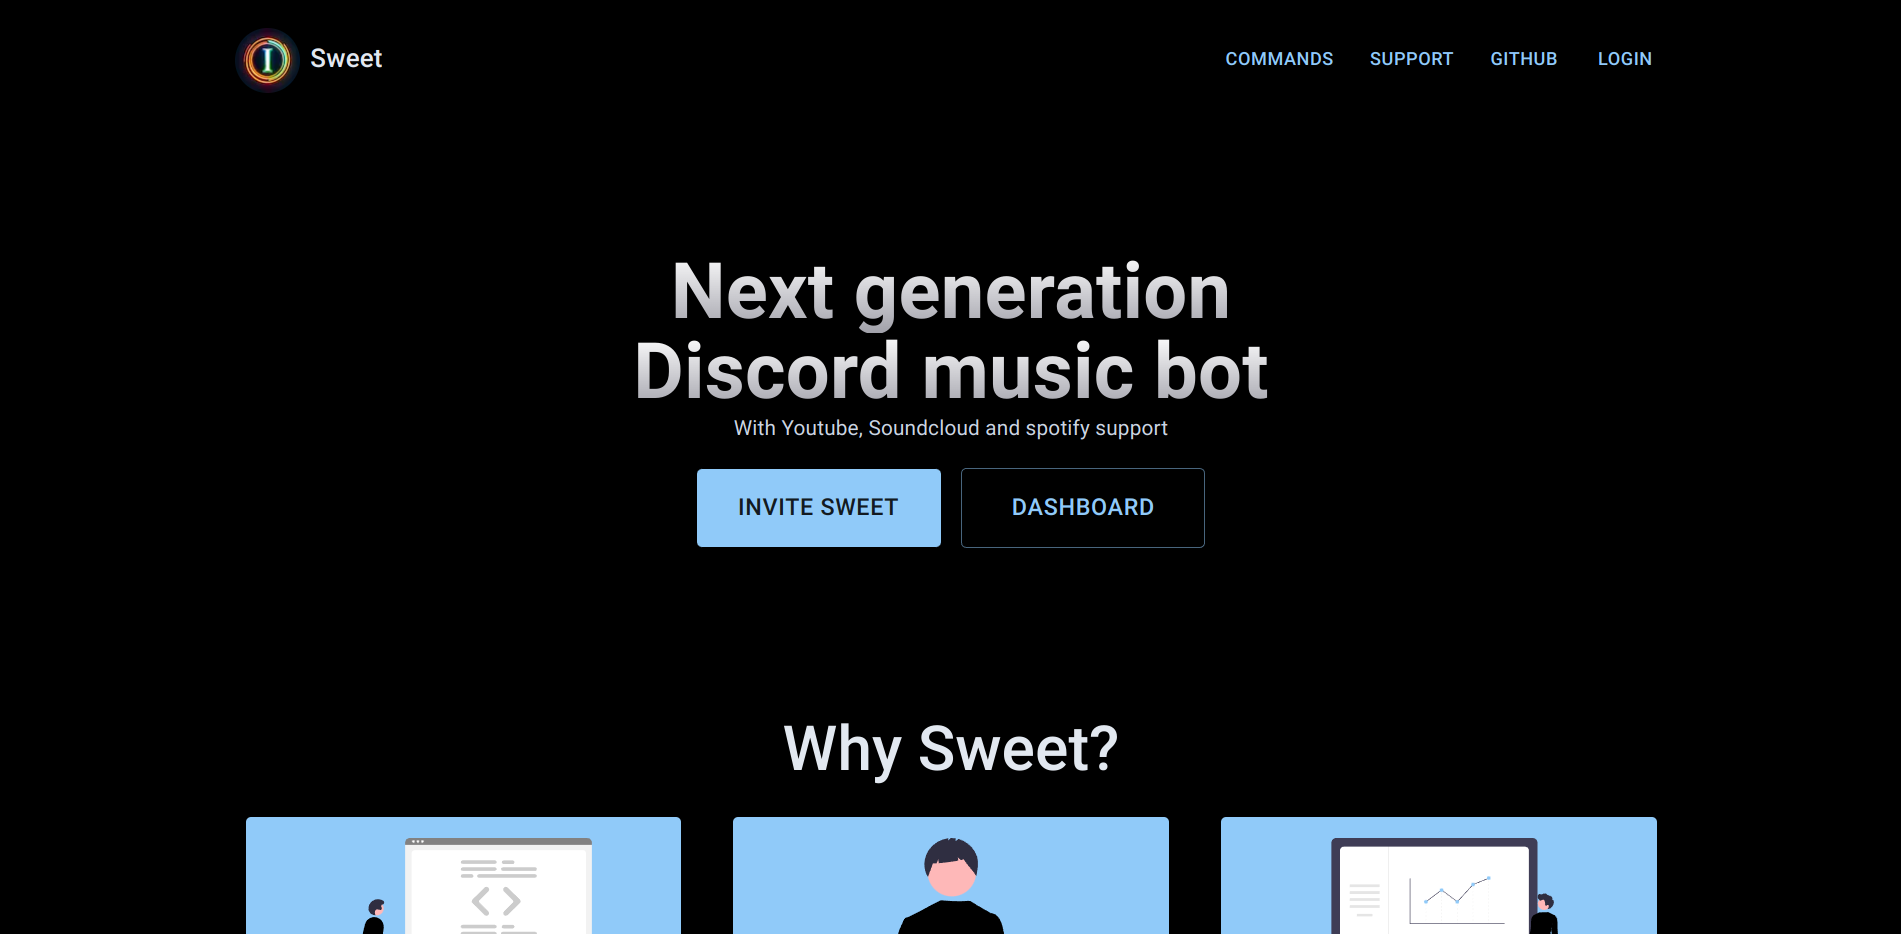 I
Sweet
COMMANDS SUPPORT GITHUB LOGIN
Next generation
Discord music bot
With Youtube, Soundcloud and spotify support
INVITE SWEET DASHBOARD
Why Sweet?